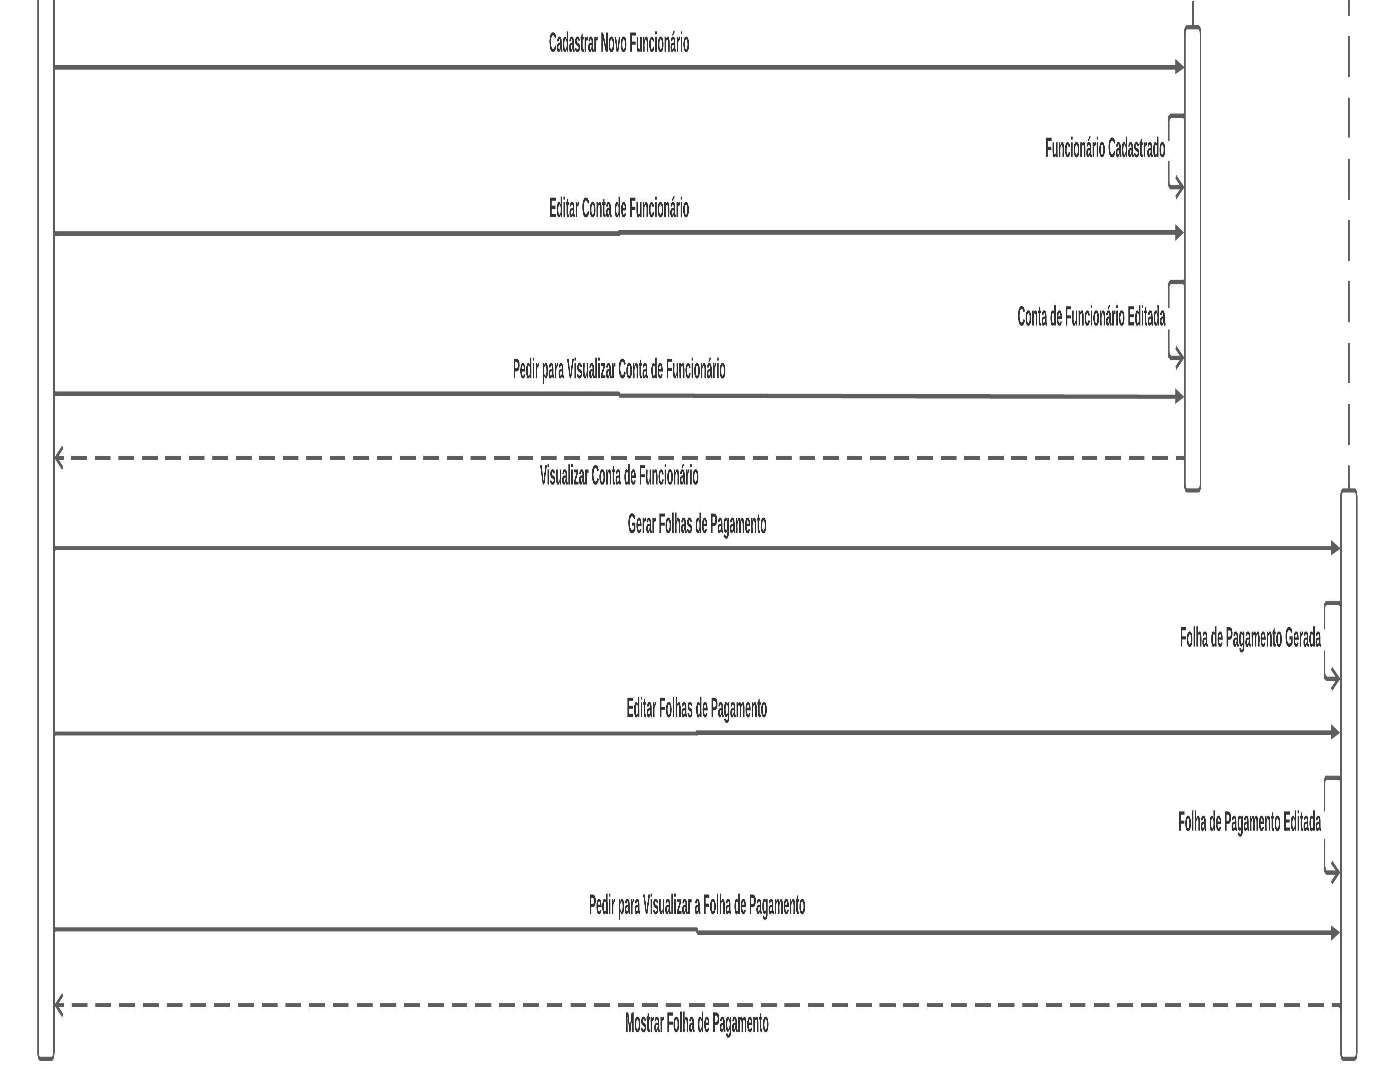 Cadastrar Novo Funcionário
Funcionário Cadastrado
Editar Conta de Funcionário
Conta de Funcionário Editada
Pedir para Visualizar Conta de Funcionário
Visualizar Conta de Funcionário
Gerar Folhas de Pagamento
Folha de Pagamento Gerada
Editar Folhas de Pagamento
Folha de Pagamento Editada
Pedir para Visualizar a Folha de Pagamento
Mostrar Folha de Pagamento